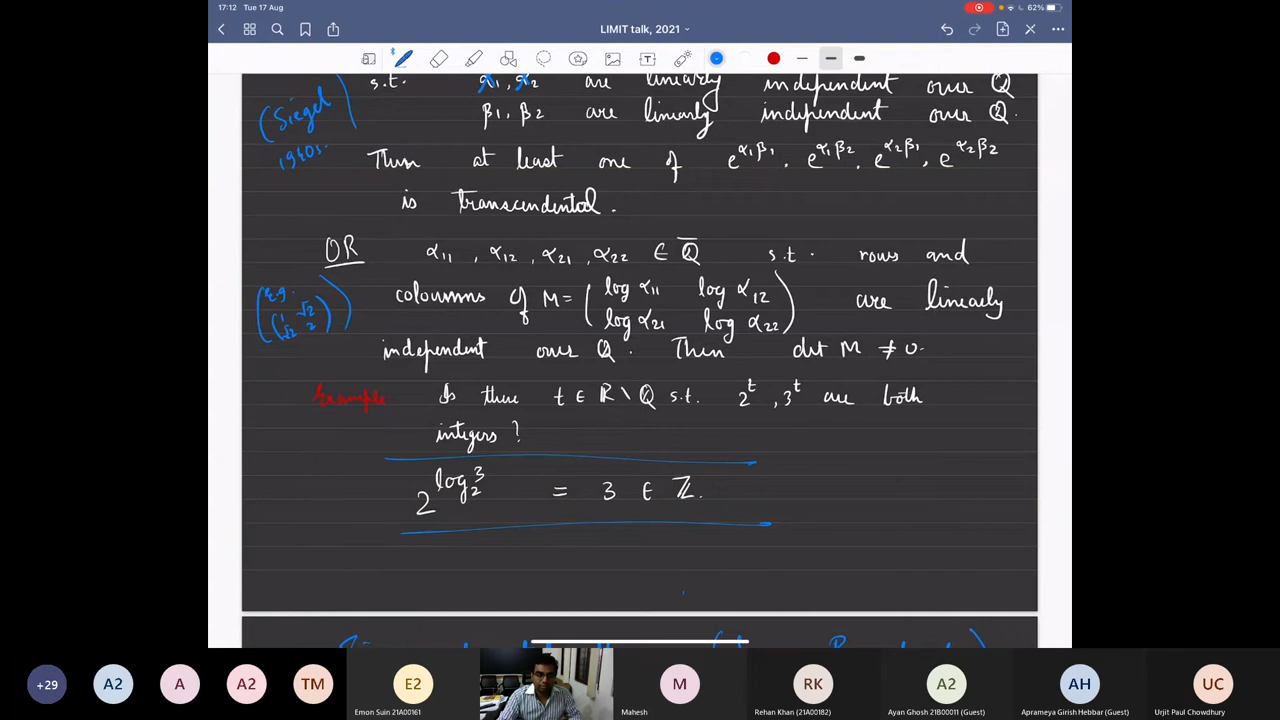 17:12 Tue 17 Aug
62%
LIMIT talk, 2021
s.t. α1, α2 are linearly independent over Q
(Siegel 1940s.)
β1, β2 are linearly independent over Q.
Then at least one of e^α1β1, e^α1β2, e^α2β1, e^α2β2
is transcendental.
OR α11, α12, α21, α22 ∈ Q̄ s.t. rows and
(e.g. (1 √2
√2 2))
coloumns of M = (log α11 log α12
log α21 log α22) are linearly
independent over Q. Then det M ≠ 0.
Example Is there t ∈ R \ Q s.t. 2^t, 3^t are both
integers?
2^log_2 3 = 3 ∈ Z.
+29
A2
A
A2
TM
E2
M
RK
A2
AH
UC
Emon Suin 21A00161
Mahesh
Rehan Khan (21A00182)
Ayan Ghosh 21B00011 (Guest)
Aprameya Girish Hebbar (Guest)
Urjit Paul Chowdhury